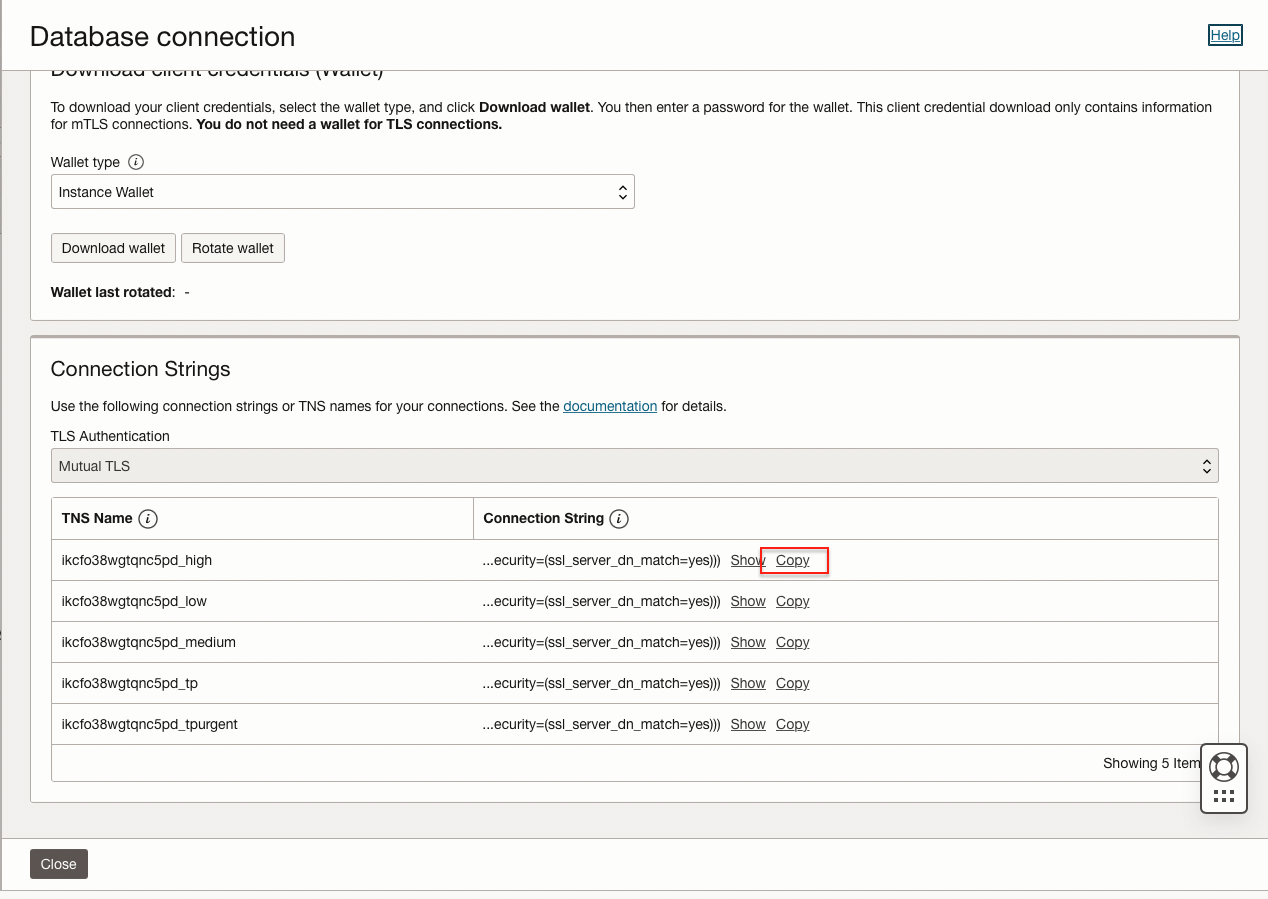 Database connection
Help
Download client credentials (Wallet)
To download your client credentials, select the wallet type, and click Download wallet. You then enter a password for the wallet. This client credential download only contains information
for mTLS connections. You do not need a wallet for TLS connections.
Wallet type
Instance Wallet
Download wallet Rotate wallet
Wallet last rotated: -
Connection Strings
Use the following connection strings or TNS names for your connections. See the documentation for details.
TLS Authentication
Mutual TLS
TNS Name Connection String
ikcfo38wgtqnc5pd_high ...ecurity=(ssl_server_dn_match=yes))) Show Copy
ikcfo38wgtqnc5pd_low ...ecurity=(ssl_server_dn_match=yes))) Show Copy
ikcfo38wgtqnc5pd_medium ...ecurity=(ssl_server_dn_match=yes))) Show Copy
ikcfo38wgtqnc5pd_tp ...ecurity=(ssl_server_dn_match=yes))) Show Copy
ikcfo38wgtqnc5pd_tpurgent ...ecurity=(ssl_server_dn_match=yes))) Show Copy
Showing 5 Item
Close